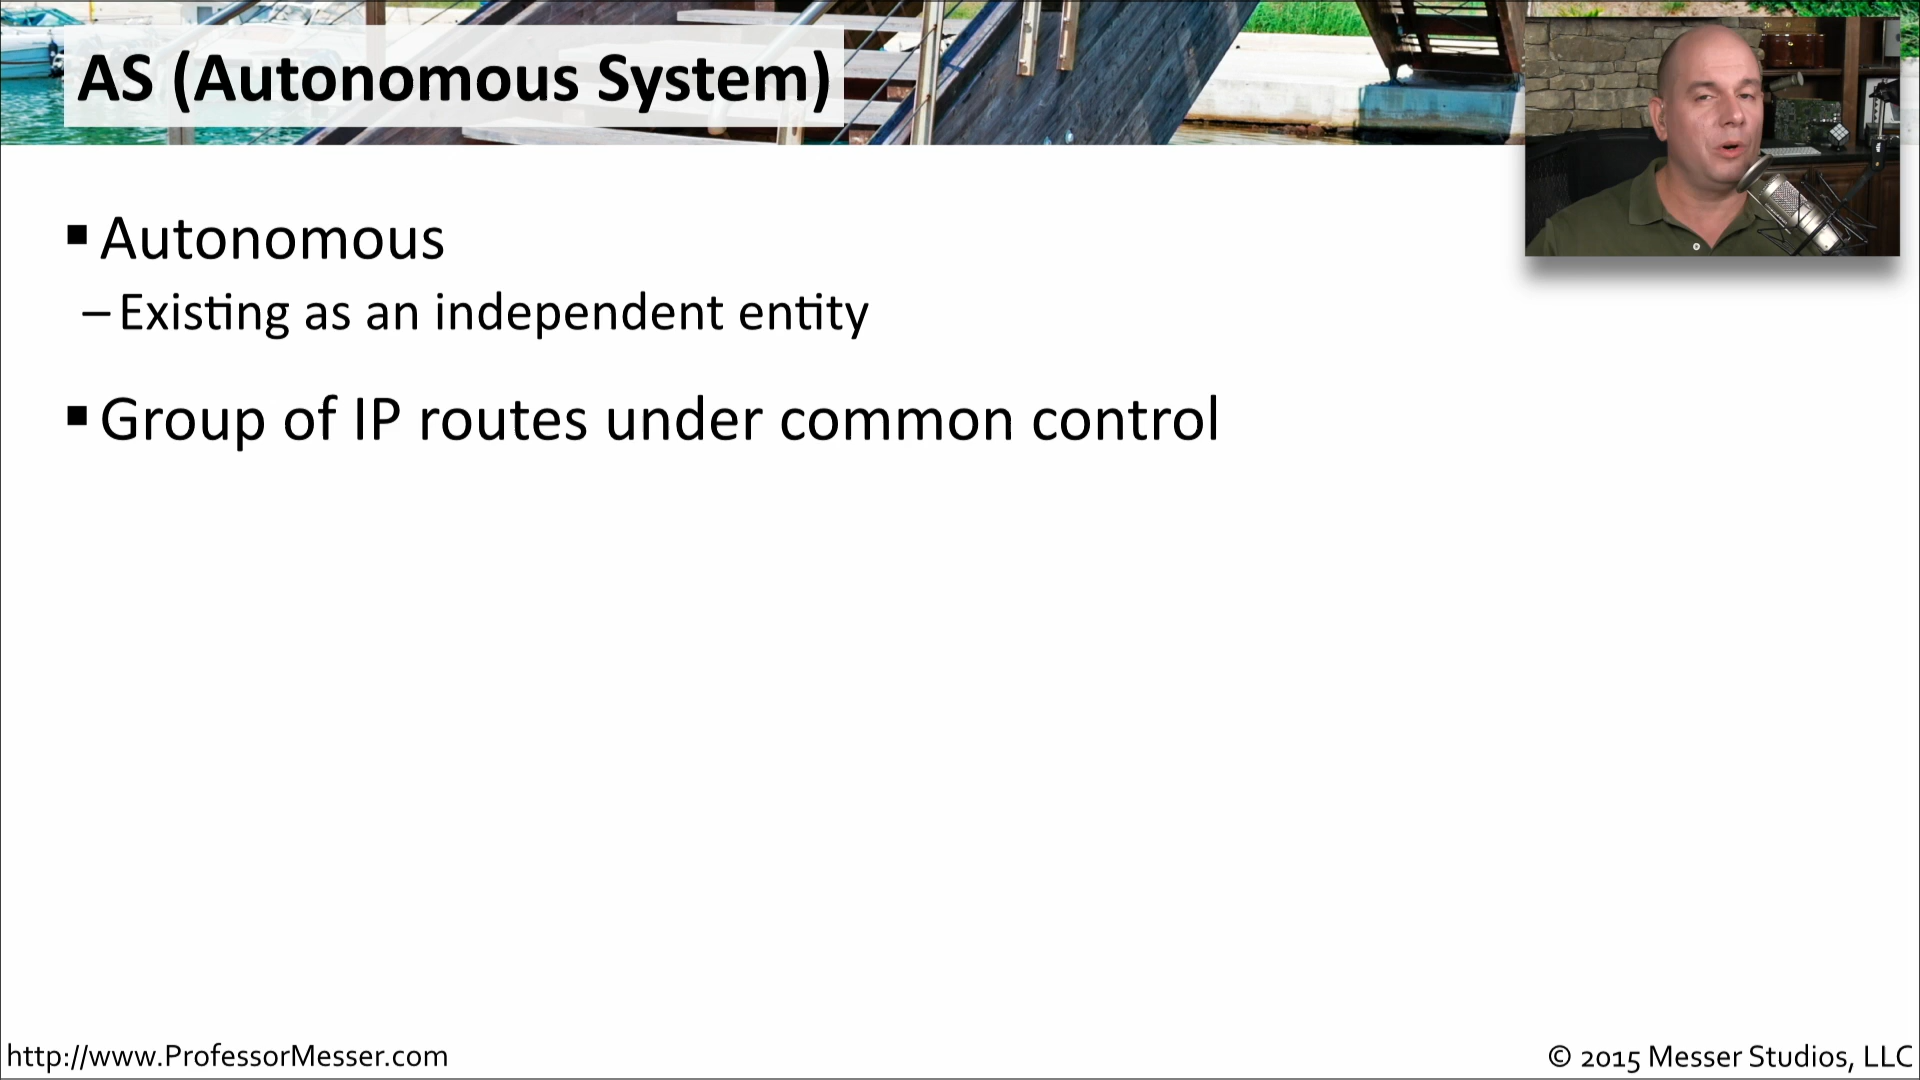 AS (Autonomous System)
▪ Autonomous
– Existing as an independent entity
▪ Group of IP routes under common control
http://www.ProfessorMesser.com
© 2015 Messer Studios, LLC